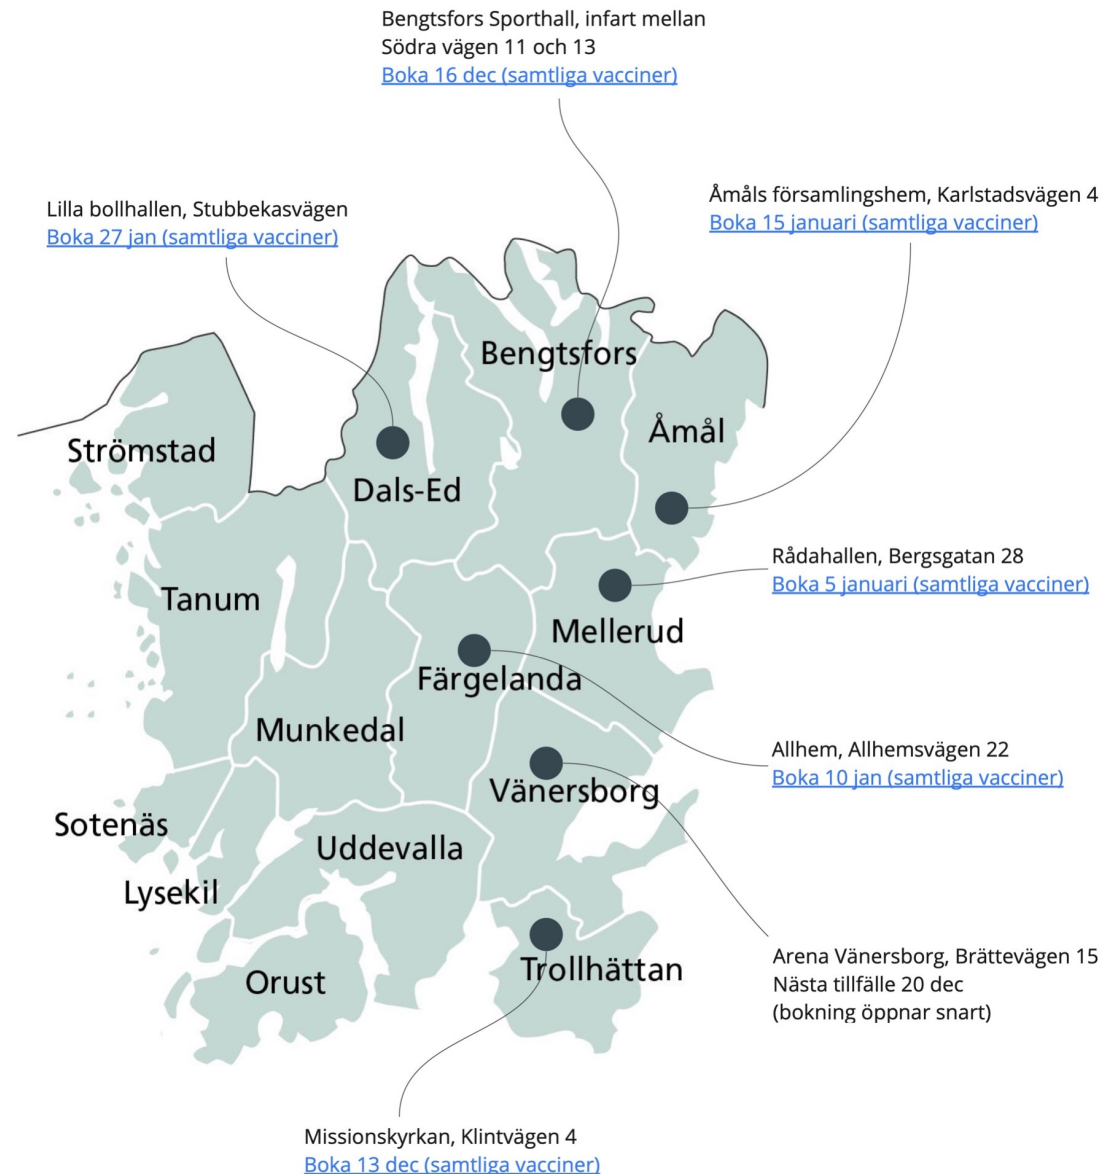 Bengtsfors Sporthall, infart mellan
Södra vägen 11 och 13
Boka 16 dec (samtliga vacciner)
Åmåls församlingshem, Karlstadsvägen 4
Boka 15 januari (samtliga vacciner)
Lilla bollhallen, Stubbekasvägen
Boka 27 jan (samtliga vacciner)
Bengtsfors
Åmål
Strömstad
Dals-Ed
Rådahallen, Bergsgatan 28
Boka 5 januari (samtliga vacciner)
Tanum
Mellerud
Färgelanda
Munkedal
Allhem, Allhemsvägen 22
Boka 10 jan (samtliga vacciner)
Vänersborg
Sotenäs
Uddevalla
Lysekil
Arena Vänersborg, Brättevägen 15
Nästa tillfälle 20 dec
(bokning öppnar snart)
Trollhättan
Orust
Missionskyrkan, Klintvägen 4
Boka 13 dec (samtliga vacciner)